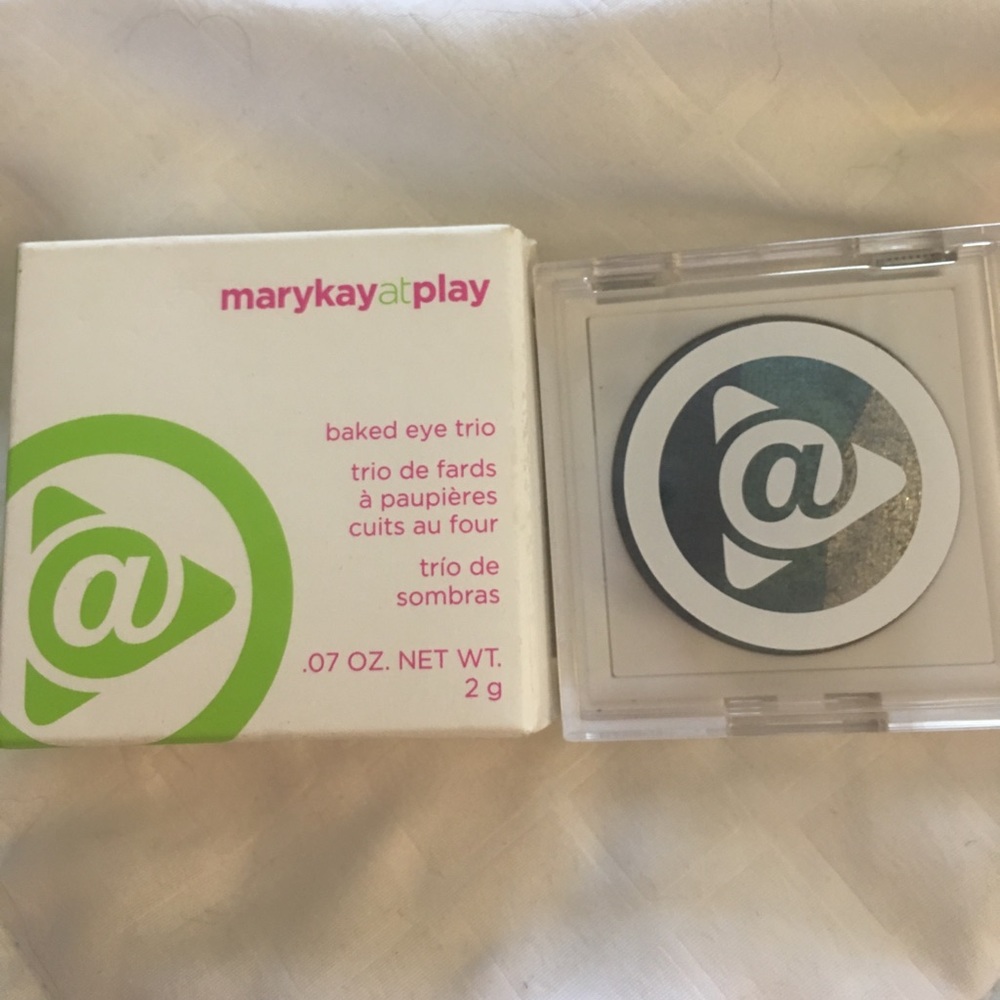 marykayatplay
baked eye trio
trio de fards
à paupières
cuits au four
trío de
sombras
.07 OZ. NET WT.
2 g
@
@